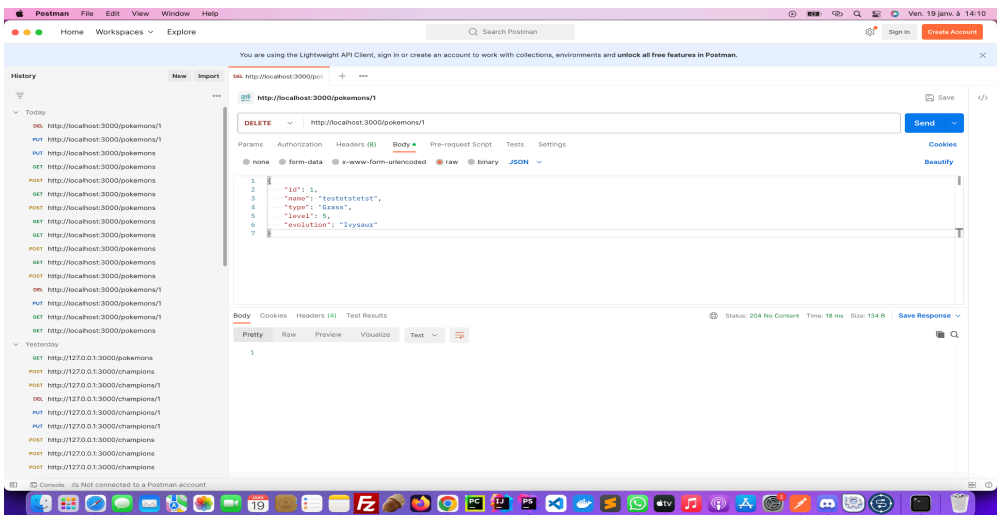 Postman File Edit View Window Help Ven. 19 janv. à 14:10
Home Workspaces Explore Search Postman Sign In Create Account
You are using the Lightweight API Client, sign in or create an account to work with collections, environments and unlock all free features in Postman.
History New Import DEL http://localhost:3000/pok
http://localhost:3000/pokemons/1 Save
Today
DEL http://localhost:3000/pokemons/1
PUT http://localhost:3000/pokemons/1
PUT http://localhost:3000/pokemons
GET http://localhost:3000/pokemons
POST http://localhost:3000/pokemons
GET http://localhost:3000/pokemons
POST http://localhost:3000/pokemons
GET http://localhost:3000/pokemons
GET http://localhost:3000/pokemons
POST http://localhost:3000/pokemons
GET http://localhost:3000/pokemons
POST http://localhost:3000/pokemons
DEL http://localhost:3000/pokemons/1
PUT http://localhost:3000/pokemons/1
GET http://localhost:3000/pokemons/1
GET http://localhost:3000/pokemons
Yesterday
GET http://127.0.0.1:3000/pokemons
POST http://127.0.0.1:3000/champions
POST http://127.0.0.1:3000/champions/1
DEL http://127.0.0.1:3000/champions/1
PUT http://127.0.0.1:3000/champions/1
PUT http://127.0.0.1:3000/champions/1
POST http://127.0.0.1:3000/champions
POST http://127.0.0.1:3000/champions
POST http://127.0.0.1:3000/champions
DELETE http://localhost:3000/pokemons/1 Send
Params Authorization Headers (8) Body Pre-request Script Tests Settings Cookies
none form-data x-www-form-urlencoded raw binary JSON Beautify
1 {
2 "id": 1,
3 "name": "testetstetst",
4 "type": "Grass",
5 "level": 5,
6 "evolution": "Ivysaur"
7 }
Body Cookies Headers (4) Test Results Status: 204 No Content Time: 18 ms Size: 134 B Save Response
Pretty Raw Preview Visualize Text
1
Console Not connected to a Postman account
19
tv